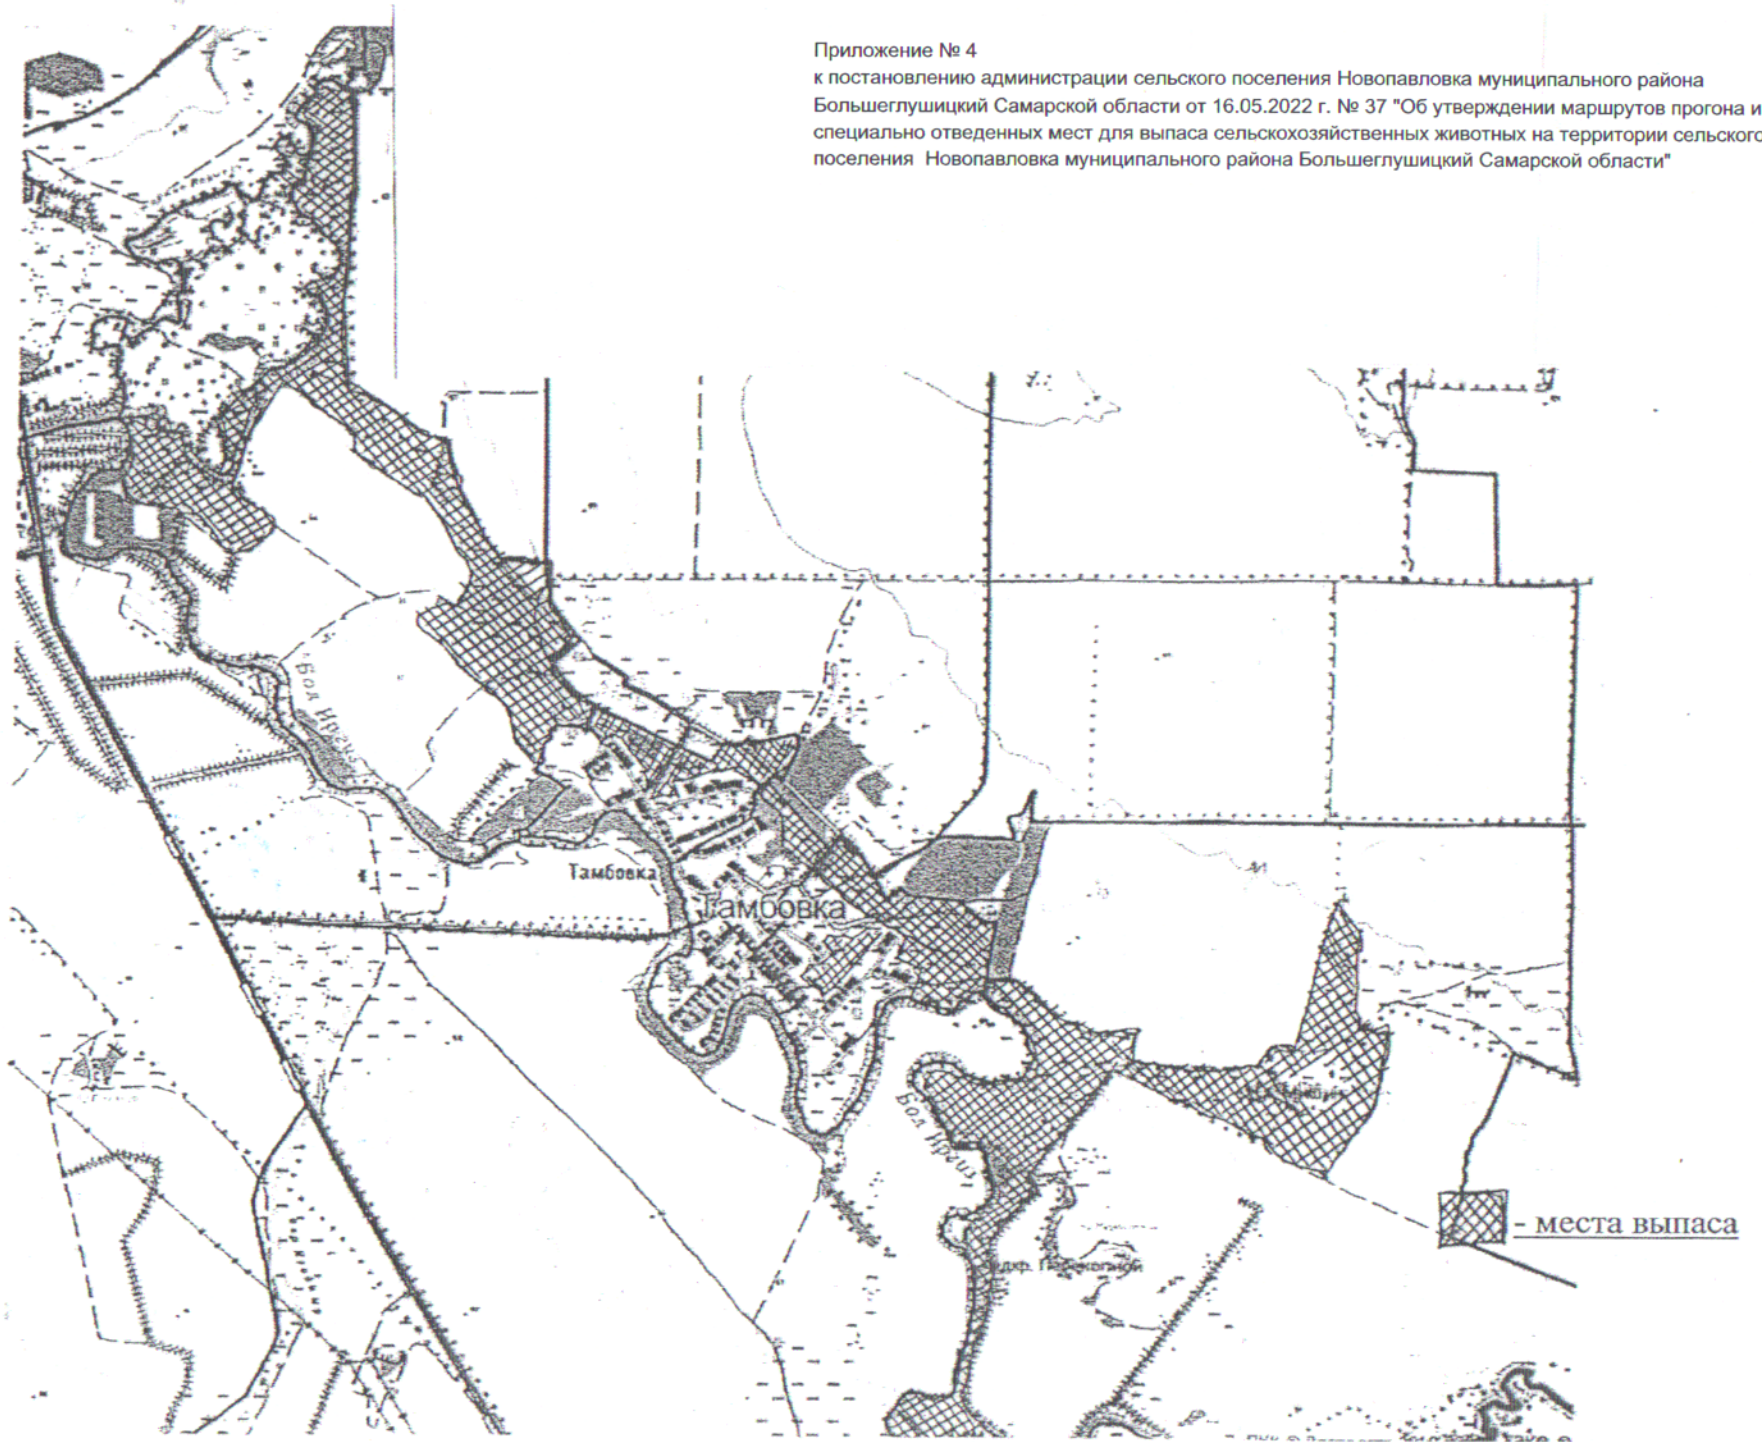 Приложение № 4
к постановлению администрации сельского поселения Новопавловка муниципального района
Большеглушицкий Самарской области от 16.05.2022 г. № 37 "Об утверждении маршрутов прогона и
специально отведенных мест для выпаса сельскохозяйственных животных на территории сельского
поселения  Новопавловка муниципального района Большеглушицкий Самарской области"
Бол Иргиз
Тамбовка
Тамбовка
Бол Иргиз
- места выпаса